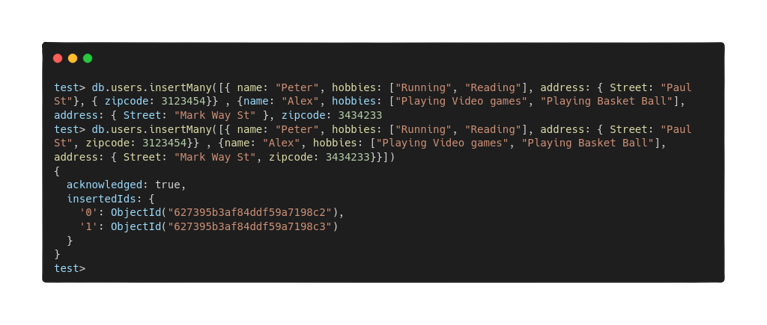 test> db.users.insertMany([{ name: "Peter", hobbies: ["Running", "Reading"], address: { Street: "Paul
St"}, { zipcode: 3123454}} , {name: "Alex", hobbies: ["Playing Video games", "Playing Basket Ball"],
address: { Street: "Mark Way St" }, zipcode: 3434233
test> db.users.insertMany([{ name: "Peter", hobbies: ["Running", "Reading"], address: { Street: "Paul
St", zipcode: 3123454}} , {name: "Alex", hobbies: ["Playing Video games", "Playing Basket Ball"],
address: { Street: "Mark Way St", zipcode: 3434233}}])
{
  acknowledged: true,
  insertedIds: {
    '0': ObjectId("627395b3af84ddf59a7198c2"),
    '1': ObjectId("627395b3af84ddf59a7198c3")
  }
}
test>